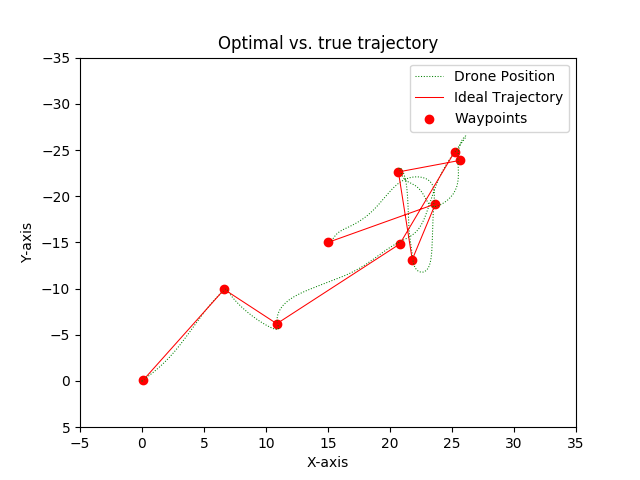 Optimal vs. true trajectory
Drone Position
Ideal Trajectory
Waypoints
−35
−30
−25
−20
−15
−10
−5
0
5
Y-axis
−5 0 5 10 15 20 25 30 35
X-axis